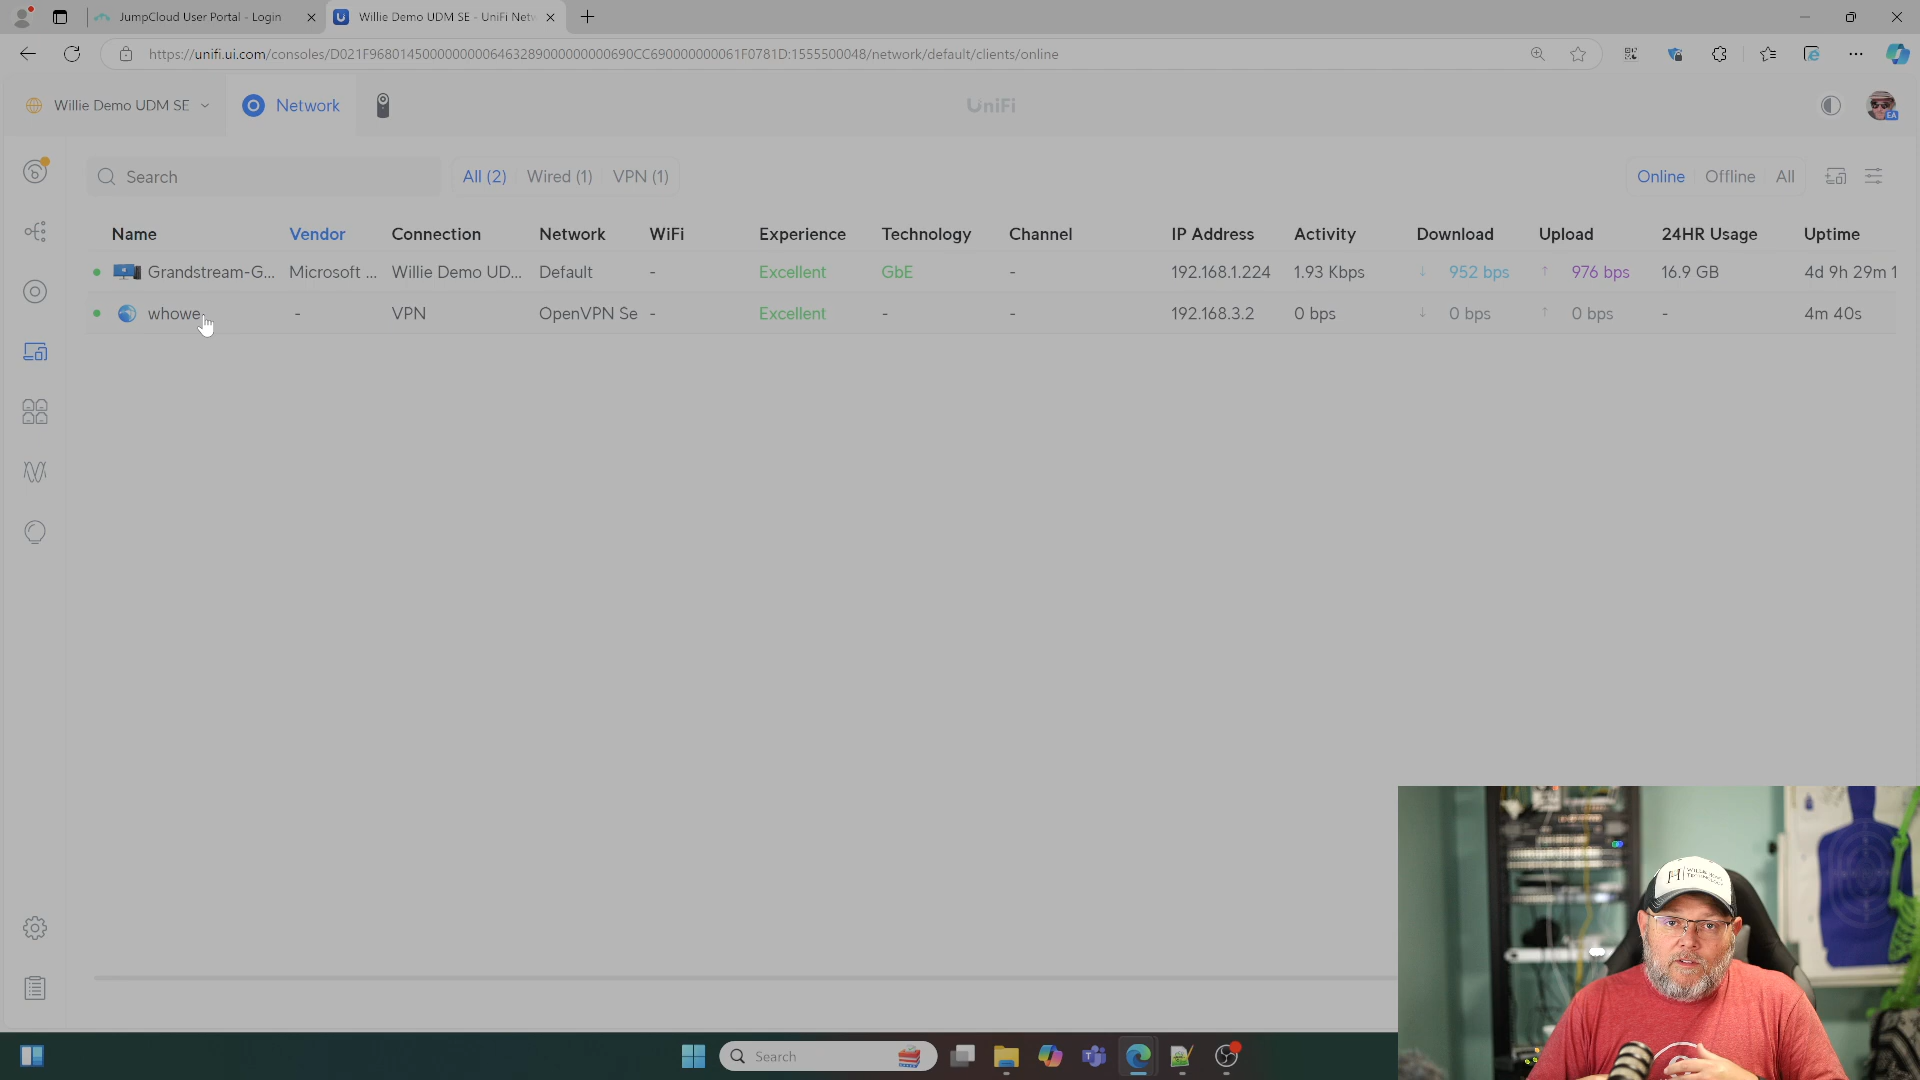 JumpCloud User Portal - Login
Willie Demo UDM SE - UniFi Netw
https://unifi.ui.com/consoles/D021F968014500000000064632890000000000690CC690000000061F0781D:1555500048/network/default/clients/online
Willie Demo UDM SE
Network
UniFi
EA
Search
All (2) Wired (1) VPN (1)
Online Offline All
Name Vendor Connection Network WiFi Experience Technology Channel IP Address Activity Download Upload 24HR Usage Uptime
Grandstream-G... Microsoft ... Willie Demo UD... Default - Excellent GbE - 192.168.1.224 1.93 Kbps ↓ 952 bps ↑ 976 bps 16.9 GB 4d 9h 29m 1
whowe - VPN OpenVPN Se - Excellent - - 192.168.3.2 0 bps ↓ 0 bps ↑ 0 bps - 4m 40s
Search